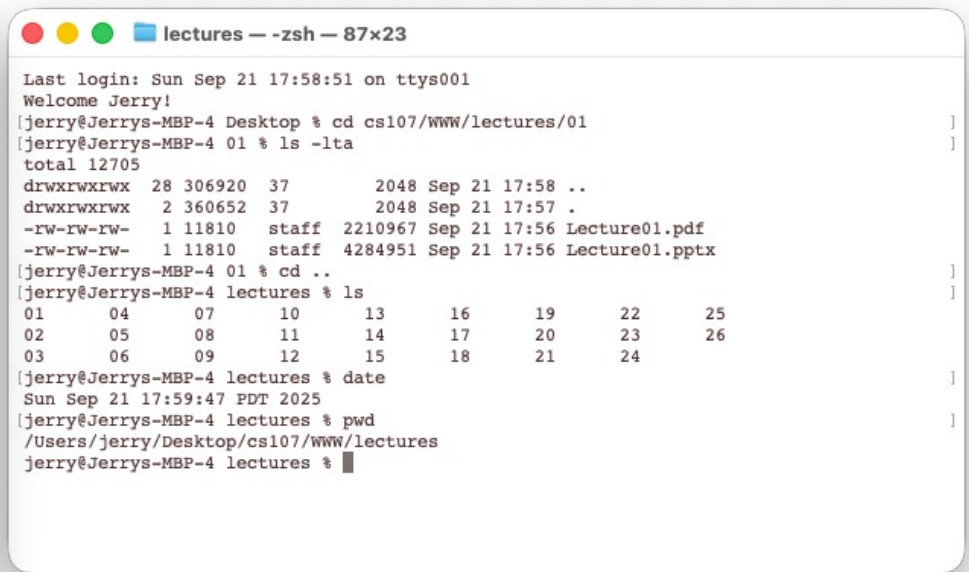 lectures — -zsh — 87×23
Last login: Sun Sep 21 17:58:51 on ttys001
Welcome Jerry!
[jerry@Jerrys-MBP-4 Desktop % cd cs107/WWW/lectures/01 ]
[jerry@Jerrys-MBP-4 01 % ls -lta ]
total 12705
drwxrwxrwx  28 306920  37        2048 Sep 21 17:58 ..
drwxrwxrwx   2 360652  37        2048 Sep 21 17:57 .
-rw-rw-rw-   1 11810   staff  2210967 Sep 21 17:56 Lecture01.pdf
-rw-rw-rw-   1 11810   staff  4284951 Sep 21 17:56 Lecture01.pptx
[jerry@Jerrys-MBP-4 01 % cd .. ]
[jerry@Jerrys-MBP-4 lectures % ls ]
01      04      07      10      13      16      19      22      25
02      05      08      11      14      17      20      23      26
03      06      09      12      15      18      21      24
[jerry@Jerrys-MBP-4 lectures % date ]
Sun Sep 21 17:59:47 PDT 2025
[jerry@Jerrys-MBP-4 lectures % pwd ]
/Users/jerry/Desktop/cs107/WWW/lectures
jerry@Jerrys-MBP-4 lectures %